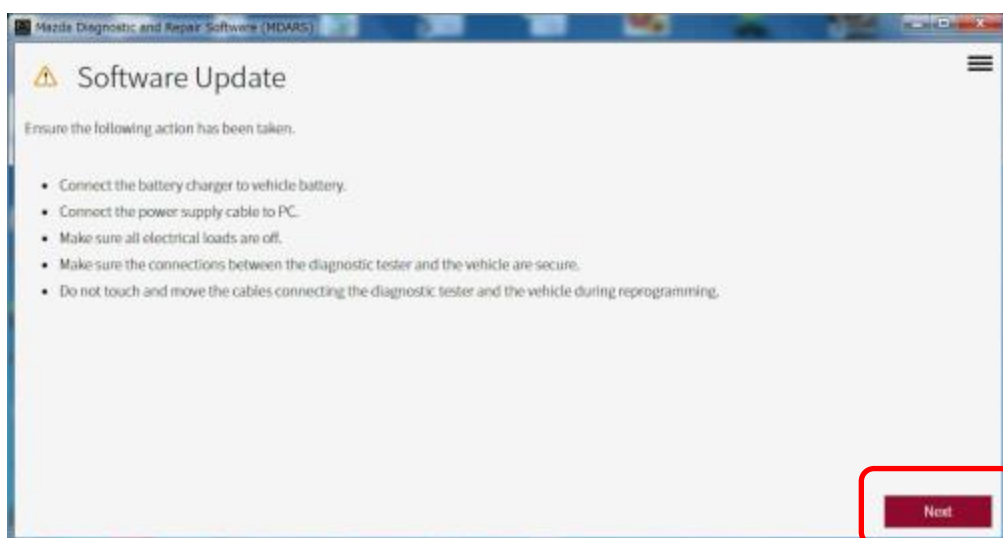 Mazda Diagnostic and Repair Software (MDARS)
Software Update
Ensure the following action has been taken.
• Connect the battery charger to vehicle battery.
• Connect the power supply cable to PC.
• Make sure all electrical loads are off.
• Make sure the connections between the diagnostic tester and the vehicle are secure.
• Do not touch and move the cables connecting the diagnostic tester and the vehicle during reprogramming.
Next